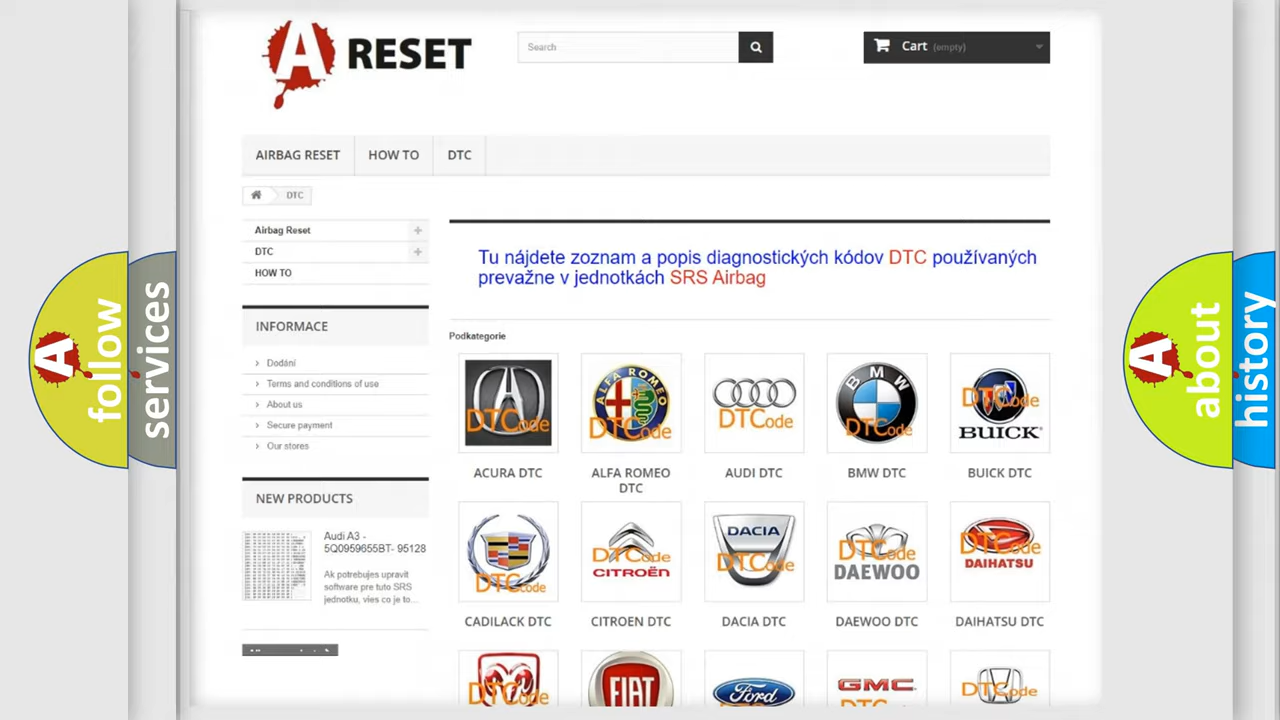 A RESET
Search
Cart (empty)
AIRBAG RESET
HOW TO
DTC
DTC
Airbag Reset
DTC
HOW TO
INFORMACE
Dodání
Terms and conditions of use
About us
Secure payment
Our stores
NEW PRODUCTS
Audi A3 -
5Q0959655BT- 95128
Ak potrebujes upravit
software pre tuto SRS
jednotku, vies co je to...
Tu nájdete zoznam a popis diagnostických kódov DTC používaných
prevažne v jednotkách SRS Airbag
Podkategorie
DTCode
ALFA ROMEO
DTCode
DTCode
BMW
DTCode
DTCode
BUICK
ACURA DTC
ALFA ROMEO
DTC
AUDI DTC
BMW DTC
BUICK DTC
DTCode
DTCode
CITROËN
DACIA
DTCode
DTCode
DAEWOO
DTCode
DAIHATSU
CADILACK DTC
CITROEN DTC
DACIA DTC
DAEWOO DTC
DAIHATSU DTC
DTCode
FIAT
Ford
GMC
DTCode
A follow
services
A about
history